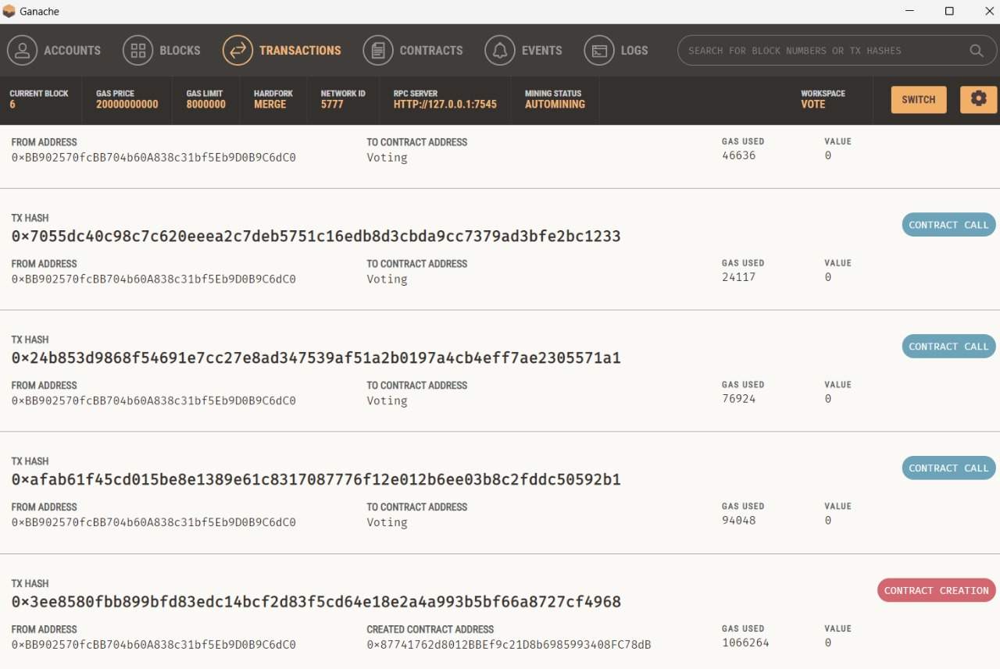 Ganache
ACCOUNTS BLOCKS TRANSACTIONS CONTRACTS EVENTS LOGS SEARCH FOR BLOCK NUMBERS OR TX HASHES
CURRENT BLOCK GAS PRICE GAS LIMIT HARDFORK NETWORK ID RPC SERVER MINING STATUS WORKSPACE
6 20000000000 8000000 MERGE 5777 HTTP://127.0.0.1:7545 AUTOMINING VOTE SWITCH
FROM ADDRESS TO CONTRACT ADDRESS GAS USED VALUE
0×BB902570fcBB704b60A838c31bf5Eb9D0B9C6dC0 Voting 46636 0
TX HASH
0×7055dc40c98c7c620eeea2c7deb5751c16edb8d3cbda9cc7379ad3bfe2bc1233 CONTRACT CALL
FROM ADDRESS TO CONTRACT ADDRESS GAS USED VALUE
0×BB902570fcBB704b60A838c31bf5Eb9D0B9C6dC0 Voting 24117 0
TX HASH
0×24b853d9868f54691e7cc27e8ad347539af51a2b0197a4cb4eff7ae2305571a1 CONTRACT CALL
FROM ADDRESS TO CONTRACT ADDRESS GAS USED VALUE
0×BB902570fcBB704b60A838c31bf5Eb9D0B9C6dC0 Voting 76924 0
TX HASH
0×afab61f45cd015be8e1389e61c8317087776f12e012b6ee03b8c2fddc50592b1 CONTRACT CALL
FROM ADDRESS TO CONTRACT ADDRESS GAS USED VALUE
0×BB902570fcBB704b60A838c31bf5Eb9D0B9C6dC0 Voting 94048 0
TX HASH
0×3ee8580fbb899bfd83edc14bcf2d83f5cd64e18e2a4a993b5bf66a8727cf4968 CONTRACT CREATION
FROM ADDRESS CREATED CONTRACT ADDRESS GAS USED VALUE
0×BB902570fcBB704b60A838c31bf5Eb9D0B9C6dC0 0×87741762d8012BBEf9c21D8b6985993408FC78dB 1066264 0